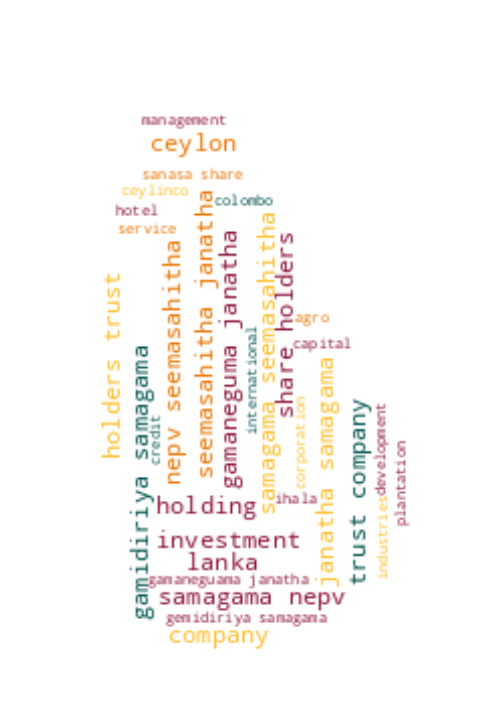 management
ceylon
sanasa share
ceylinco
colombo
hotel
service
seemasahitha janatha
samagama seemasahitha
gamaneguma janatha
share holders
nepv seemasahitha
holders trust
agro
international
capital
gamidiriya samagama
janatha samagama
corporation
trust company
development
credit
plantation
ihala
industries
holding
investment
lanka
gamaneguama janatha
samagama nepv
gemidiriya samagama
company